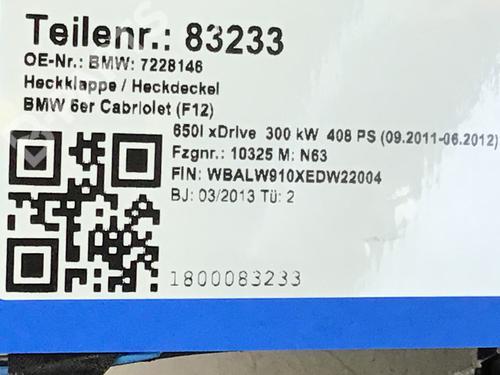 Teilenr.: 83233
OE-Nr.: BMW: 7228146
Heckklappe / Heckdeckel
BMW 6er Cabriolet (F12)
650I xDrive 300 kW 408 PS (09.2011-06.2012)
Fzgnr.: 10325 M: N63
FIN: WBALW910XEDW22004
BJ: 03/2013 Tü: 2
1800083233